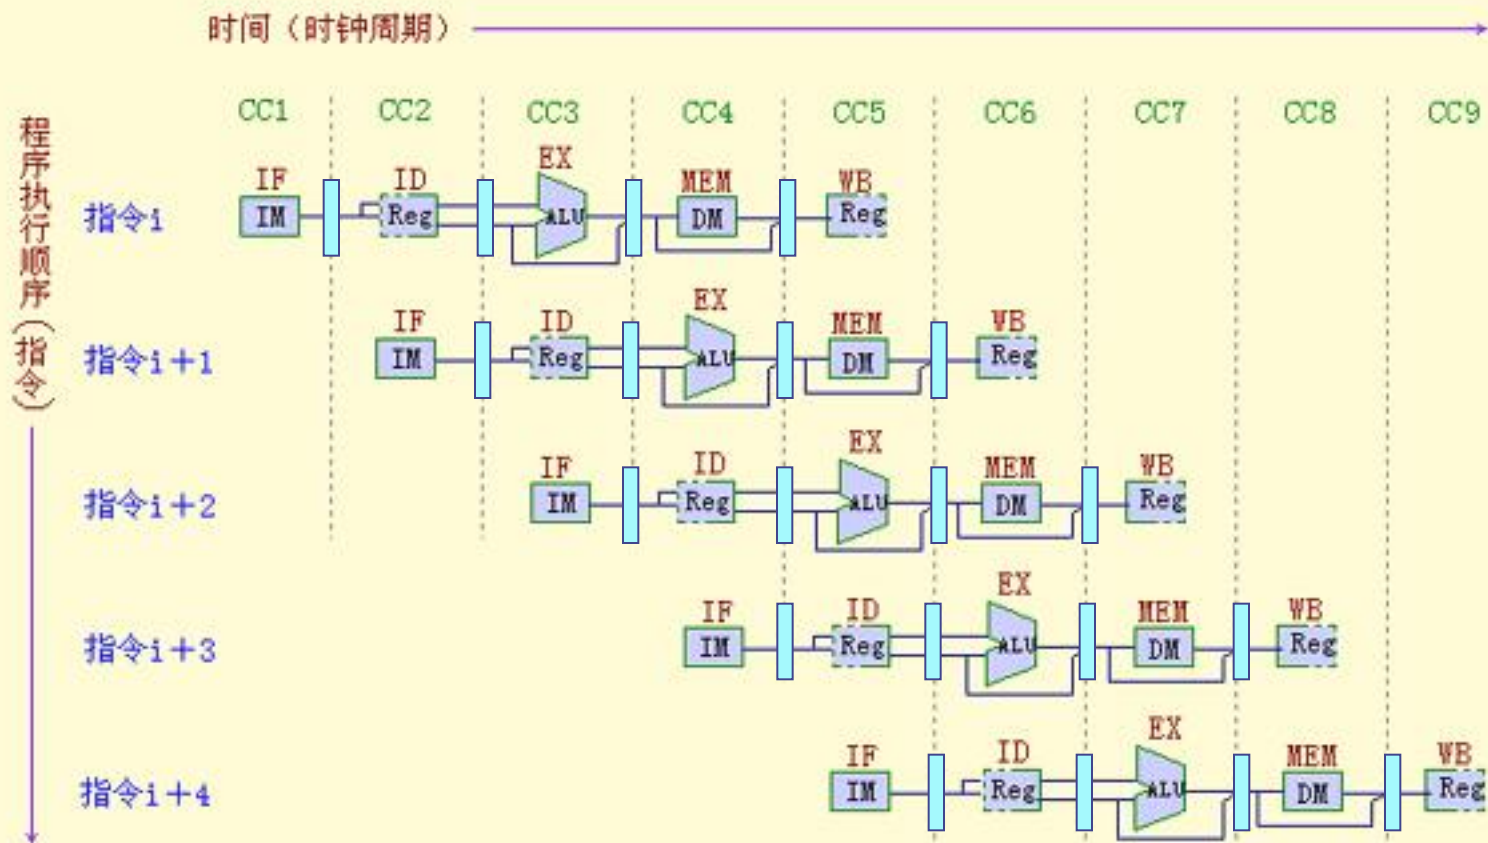 时间（时钟周期）
CC1 CC2 CC3 CC4 CC5 CC6 CC7 CC8 CC9
程序执行顺序(指令)
IF ID EX MEM WB
指令i IM Reg ALU DM Reg
IF ID EX MEM WB
指令i+1 IM Reg ALU DM Reg
IF ID EX MEM WB
指令i+2 IM Reg ALU DM Reg
IF ID EX MEM WB
指令i+3 IM Reg ALU DM Reg
IF ID EX MEM WB
指令i+4 IM Reg ALU DM Reg